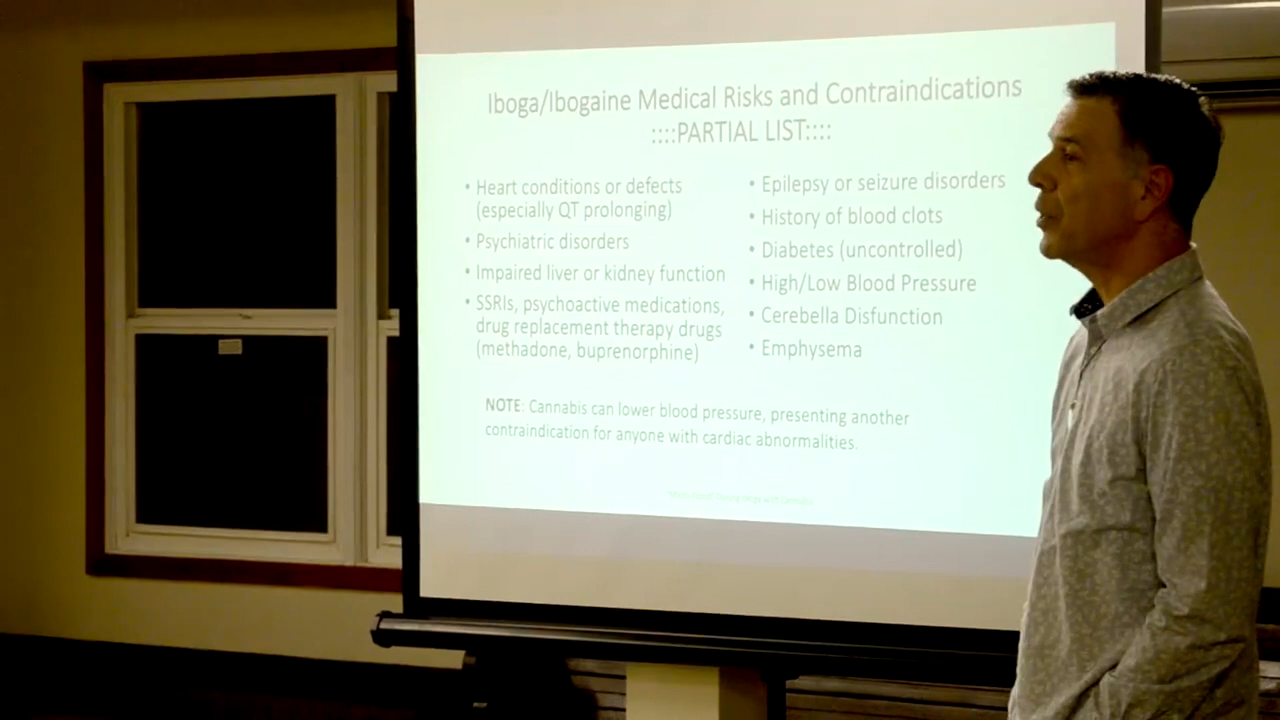 Iboga/Ibogaine Medical Risks and Contraindications
::::PARTIAL LIST::::
• Heart conditions or defects
(especially QT prolonging)
• Psychiatric disorders
• Impaired liver or kidney function
• SSRIs, psychoactive medications,
drug replacement therapy drugs
(methadone, buprenorphine)
• Epilepsy or seizure disorders
• History of blood clots
• Diabetes (uncontrolled)
• High/Low Blood Pressure
• Cerebella Disfunction
• Emphysema
NOTE: Cannabis can lower blood pressure, presenting another
contraindication for anyone with cardiac abnormalities.